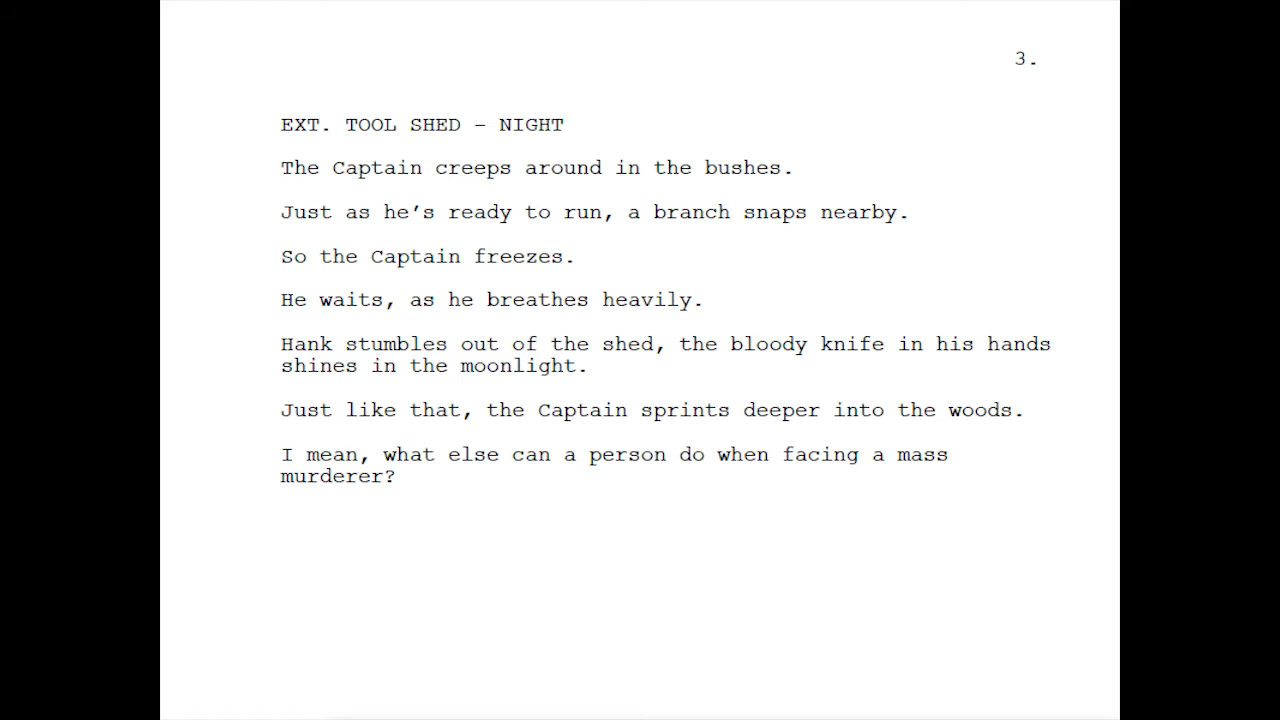 3.
EXT. TOOL SHED – NIGHT
The Captain creeps around in the bushes.
Just as he’s ready to run, a branch snaps nearby.
So the Captain freezes.
He waits, as he breathes heavily.
Hank stumbles out of the shed, the bloody knife in his hands
shines in the moonlight.
Just like that, the Captain sprints deeper into the woods.
I mean, what else can a person do when facing a mass
murderer?